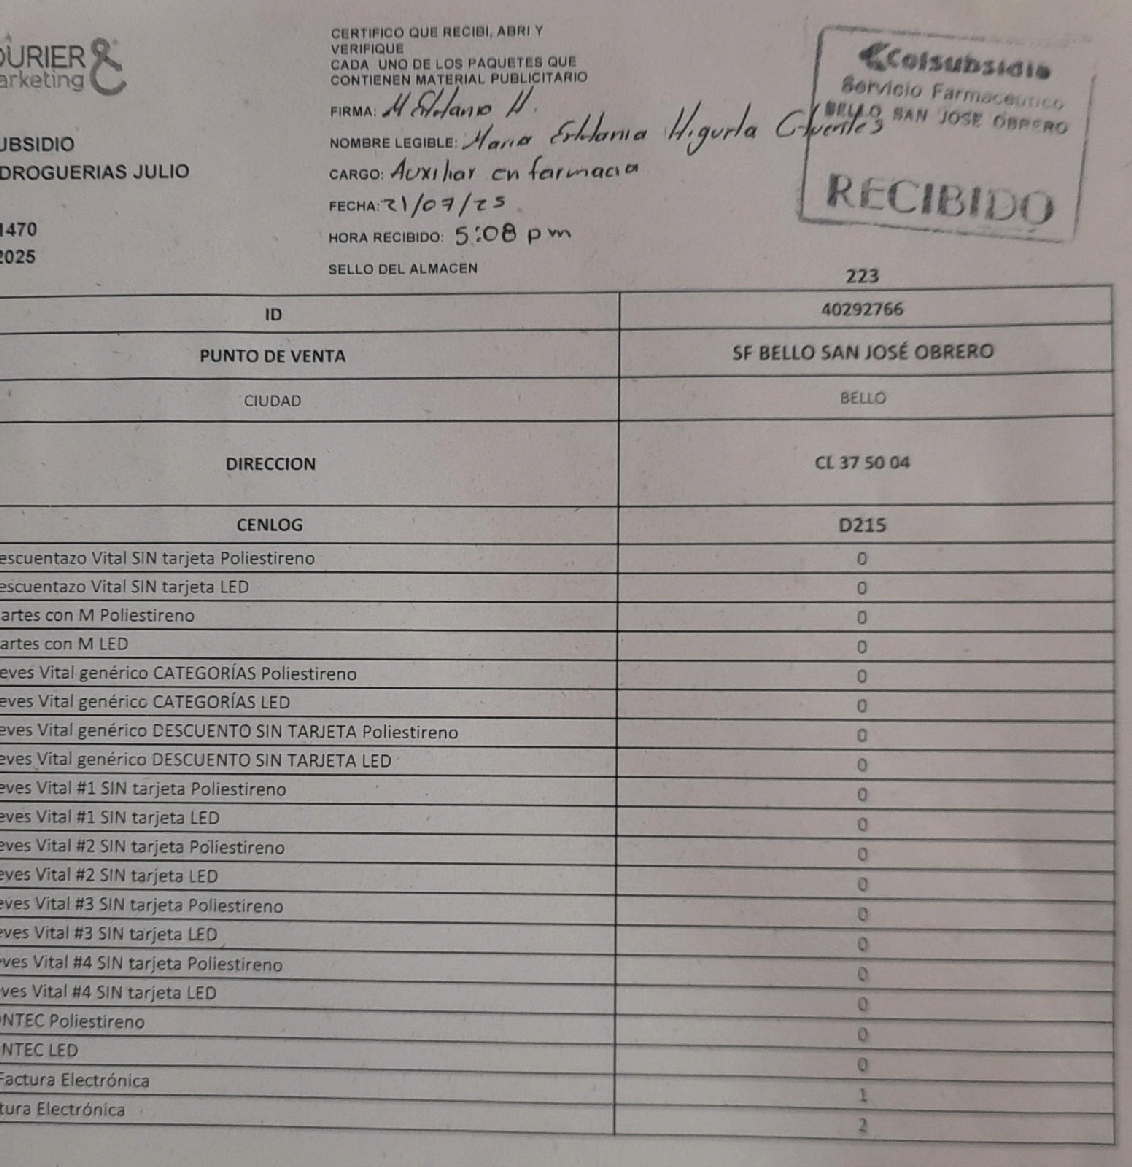 OURIER &
arketing
CERTIFICO QUE RECIBI, ABRI Y
VERIFIQUE
CADA UNO DE LOS PAQUETES QUE
CONTIENEN MATERIAL PUBLICITARIO
FIRMA: M Estefania H.
NOMBRE LEGIBLE: Maria Estefania Higuita Cifuentes
CARGO: Auxiliar en farmacia
FECHA: 21/07/25
HORA RECIBIDO: 5:08 pm
SELLO DEL ALMACEN
Colsubsidio
Servicio Farmaceutico
BELLO SAN JOSE OBRERO
RECIBIDO
UBSIDIO
DROGUERIAS JULIO
1470
2025
223
ID 40292766
PUNTO DE VENTA SF BELLO SAN JOSÉ OBRERO
CIUDAD BELLO
DIRECCION CL 37 50 04
CENLOG D215
escuentazo Vital SIN tarjeta Poliestireno 0
escuentazo Vital SIN tarjeta LED 0
artes con M Poliestireno 0
artes con M LED 0
eves Vital genérico CATEGORÍAS Poliestireno 0
eves Vital genérico CATEGORÍAS LED 0
eves Vital genérico DESCUENTO SIN TARJETA Poliestireno 0
eves Vital genérico DESCUENTO SIN TARJETA LED 0
eves Vital #1 SIN tarjeta Poliestireno 0
eves Vital #1 SIN tarjeta LED 0
eves Vital #2 SIN tarjeta Poliestireno 0
eves Vital #2 SIN tarjeta LED 0
eves Vital #3 SIN tarjeta Poliestireno 0
eves Vital #3 SIN tarjeta LED 0
ves Vital #4 SIN tarjeta Poliestireno 0
ves Vital #4 SIN tarjeta LED 0
ONTEC Poliestireno 0
NTEC LED 0
Factura Electrónica 1
tura Electrónica 2